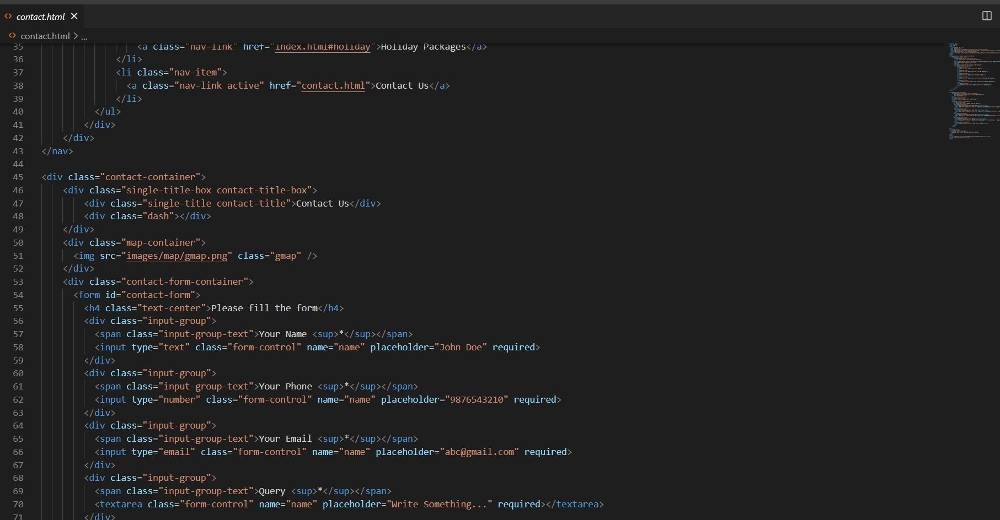 contact.html
contact.html > ...
35 <a class="nav-link" href="index.html#holiday">Holiday Packages</a>
36 </li>
37 <li class="nav-item">
38 <a class="nav-link active" href="contact.html">Contact Us</a>
39 </li>
40 </ul>
41 </div>
42 </div>
43 </nav>
44
45 <div class="contact-container">
46 <div class="single-title-box contact-title-box">
47 <div class="single-title contact-title">Contact Us</div>
48 <div class="dash"></div>
49 </div>
50 <div class="map-container">
51 <img src="images/map/gmap.png" class="gmap" />
52 </div>
53 <div class="contact-form-container">
54 <form id="contact-form">
55 <h4 class="text-center">Please fill the form</h4>
56 <div class="input-group">
57 <span class="input-group-text">Your Name <sup>*</sup></span>
58 <input type="text" class="form-control" name="name" placeholder="John Doe" required>
59 </div>
60 <div class="input-group">
61 <span class="input-group-text">Your Phone <sup>*</sup></span>
62 <input type="number" class="form-control" name="name" placeholder="9876543210" required>
63 </div>
64 <div class="input-group">
65 <span class="input-group-text">Your Email <sup>*</sup></span>
66 <input type="email" class="form-control" name="name" placeholder="abc@gmail.com" required>
67 </div>
68 <div class="input-group">
69 <span class="input-group-text">Query <sup>*</sup></span>
70 <textarea class="form-control" name="name" placeholder="Write Something..." required></textarea>
71 </div>